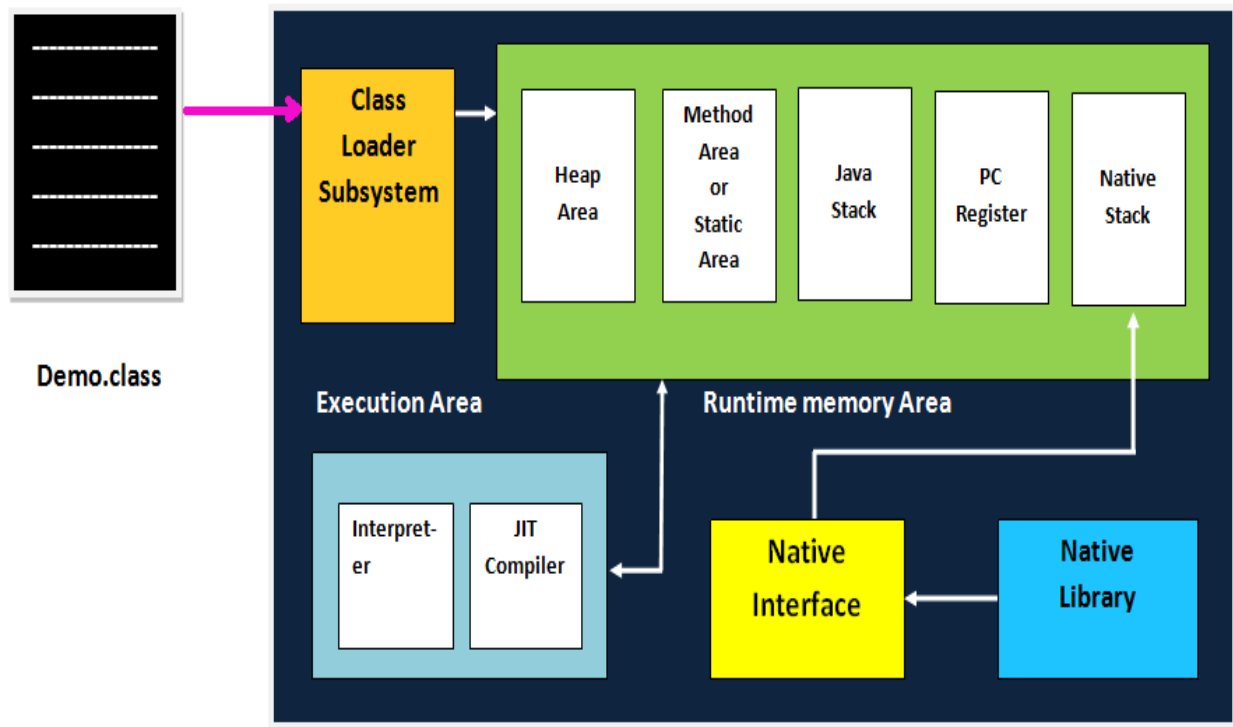 Demo.class
Class
Loader
Subsystem
Heap
Area
Method
Area
or
Static
Area
Java
Stack
PC
Register
Native
Stack
Execution Area
Runtime memory Area
Interpret-
er
JIT
Compiler
Native
Interface
Native
Library